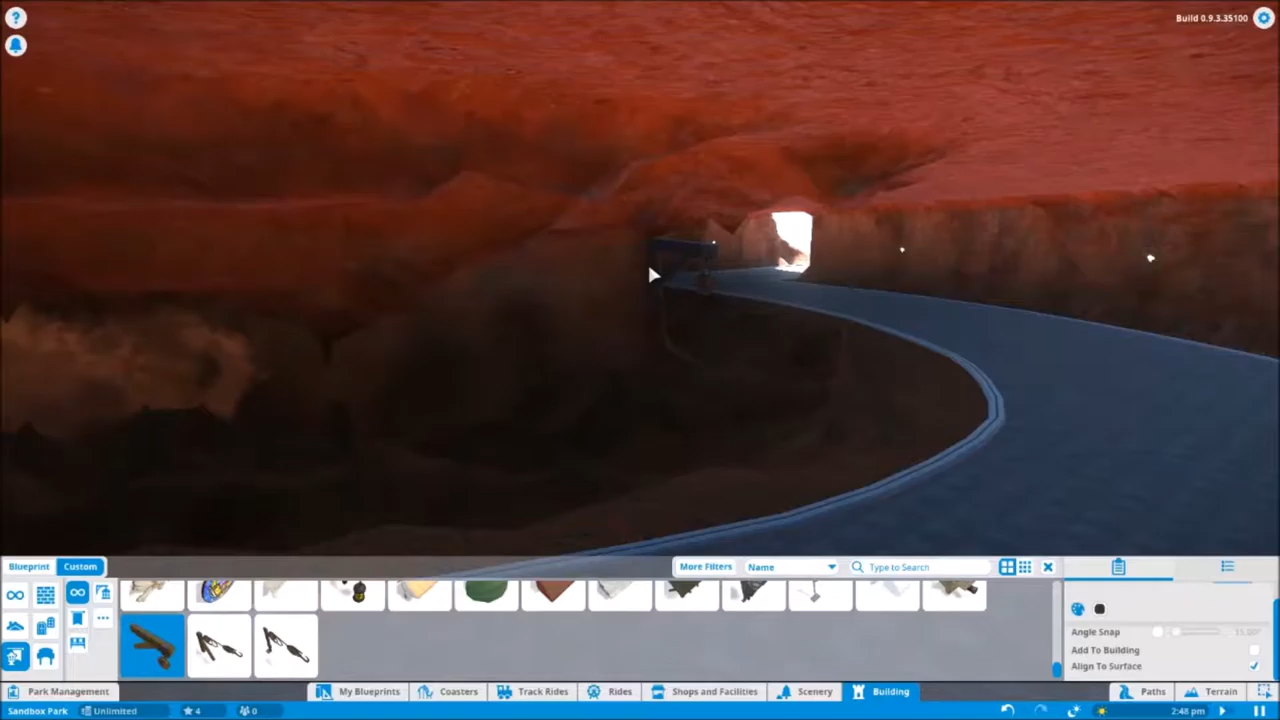 ?
Build 0.9.3.35100
Blueprint Custom
More Filters Name Type to Search
Angle Snap 15.00°
Add To Building
Align To Surface
Park Management My Blueprints Coasters Track Rides Rides Shops and Facilities Scenery Building Paths Terrain
Sandbox Park Unlimited 4 0 2:48 pm